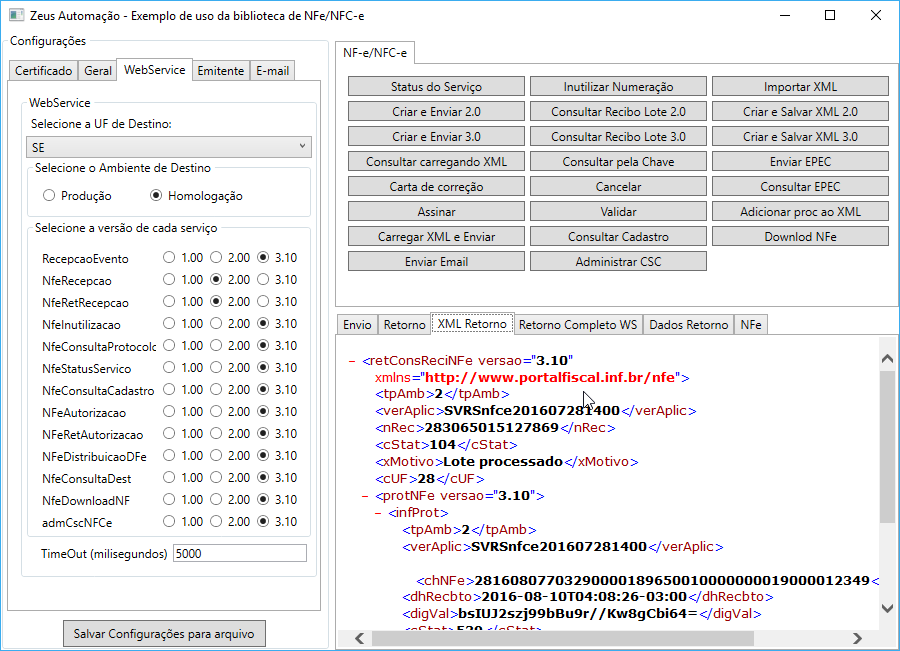 Zeus Automação - Exemplo de uso da biblioteca de NFe/NFC-e
Configurações
Certificado Geral WebService Emitente E-mail
WebService
Selecione a UF de Destino:
SE
Selecione o Ambiente de Destino
Produção Homologação
Selecione a versão de cada serviço
RecepcaoEvento 1.00 2.00 3.10
NfeRecepcao 1.00 2.00 3.10
NfeRetRecepcao 1.00 2.00 3.10
NfeInutilizacao 1.00 2.00 3.10
NfeConsultaProtocolo 1.00 2.00 3.10
NfeStatusServico 1.00 2.00 3.10
NfeConsultaCadastro 1.00 2.00 3.10
NFeAutorizacao 1.00 2.00 3.10
NFeRetAutorizacao 1.00 2.00 3.10
NFeDistribuicaoDFe 1.00 2.00 3.10
NfeConsultaDest 1.00 2.00 3.10
NfeDownloadNF 1.00 2.00 3.10
admCscNFCe 1.00 2.00 3.10
TimeOut (milisegundos) 5000
Salvar Configurações para arquivo
NF-e/NFC-e
Status do Serviço Inutilizar Numeração Importar XML
Criar e Enviar 2.0 Consultar Recibo Lote 2.0 Criar e Salvar XML 2.0
Criar e Enviar 3.0 Consultar Recibo Lote 3.0 Criar e Salvar XML 3.0
Consultar carregando XML Consultar pela Chave Enviar EPEC
Carta de correção Cancelar Consultar EPEC
Assinar Validar Adicionar proc ao XML
Carregar XML e Enviar Consultar Cadastro Downlod NFe
Enviar Email Administrar CSC
Envio Retorno XML Retorno Retorno Completo WS Dados Retorno NFe
− <retConsReciNFe versao="3.10"
xmlns="http://www.portalfiscal.inf.br/nfe">
<tpAmb>2</tpAmb>
<verAplic>SVRSnfce201607281400</verAplic>
<nRec>283065015127869</nRec>
<cStat>104</cStat>
<xMotivo>Lote processado</xMotivo>
<cUF>28</cUF>
− <protNFe versao="3.10">
− <infProt>
<tpAmb>2</tpAmb>
<verAplic>SVRSnfce201607281400</verAplic>
<chNFe>28160807703290000189650010000000019000012349<
<dhRecbto>2016-08-10T04:08:26-03:00</dhRecbto>
<digVal>bsIUJ2szj99bBu9r//Kw8gCbi64=</digVal>
<cStat>539</cStat>